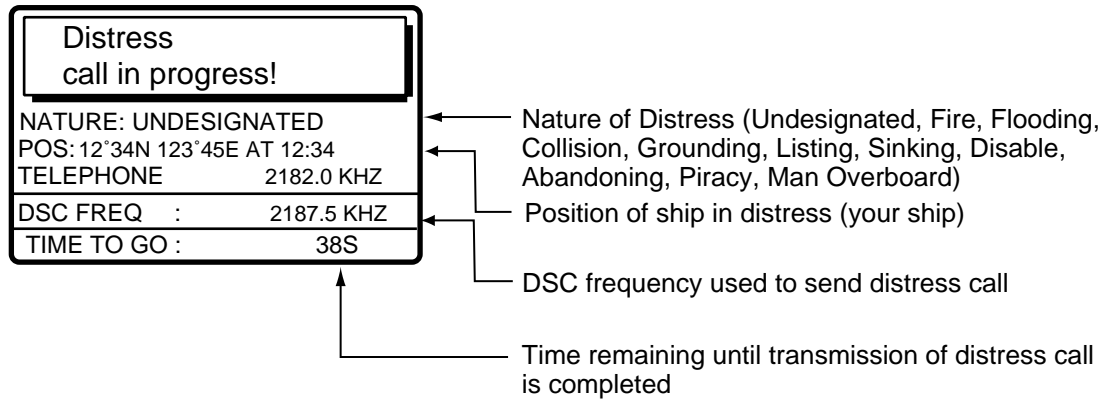 Distress
call in progress!
NATURE: UNDESIGNATED
POS: 12°34N 123°45E AT 12:34
TELEPHONE 2182.0 KHZ
DSC FREQ : 2187.5 KHZ
TIME TO GO : 38S
Nature of Distress (Undesignated, Fire, Flooding,
Collision, Grounding, Listing, Sinking, Disable,
Abandoning, Piracy, Man Overboard)
Position of ship in distress (your ship)
DSC frequency used to send distress call
Time remaining until transmission of distress call
is completed